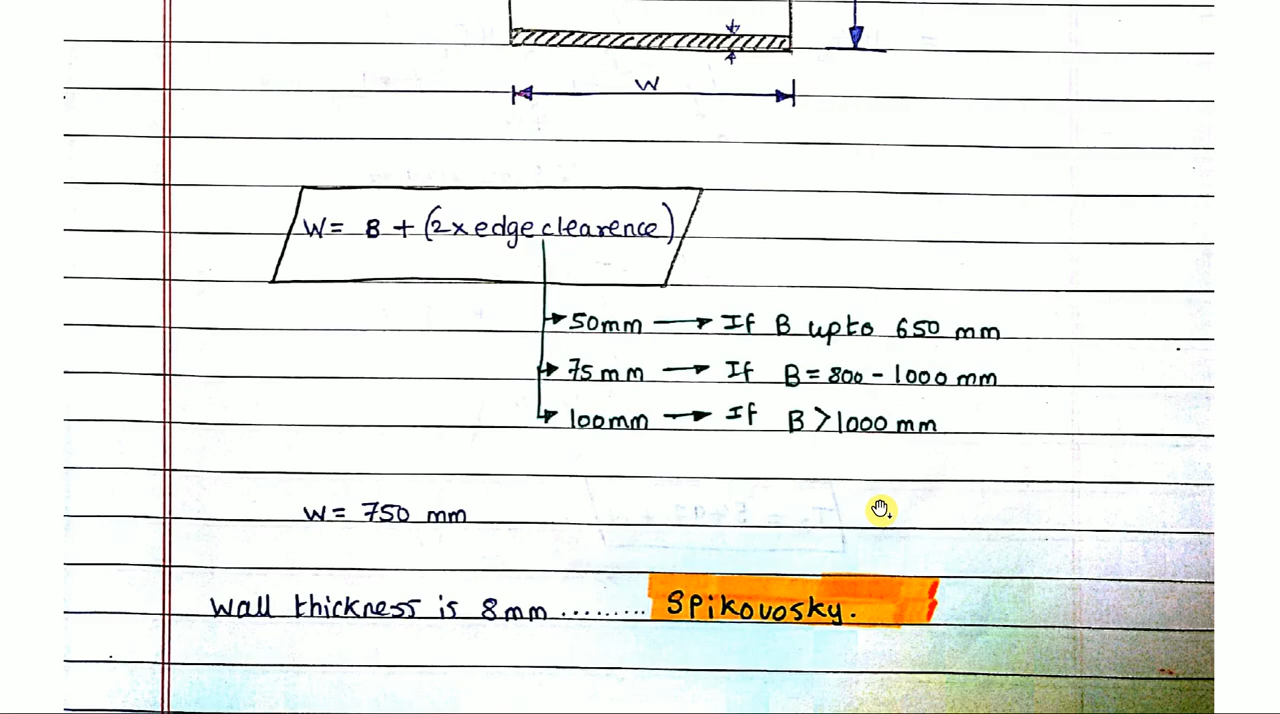 W
W = B + (2 x edge clearence)
50mm → If B upto 650 mm
75 mm → If B = 800 - 1000 mm
100mm → If B > 1000 mm
W = 750 mm
Wall thickness is 8mm ......... Spikovosky.